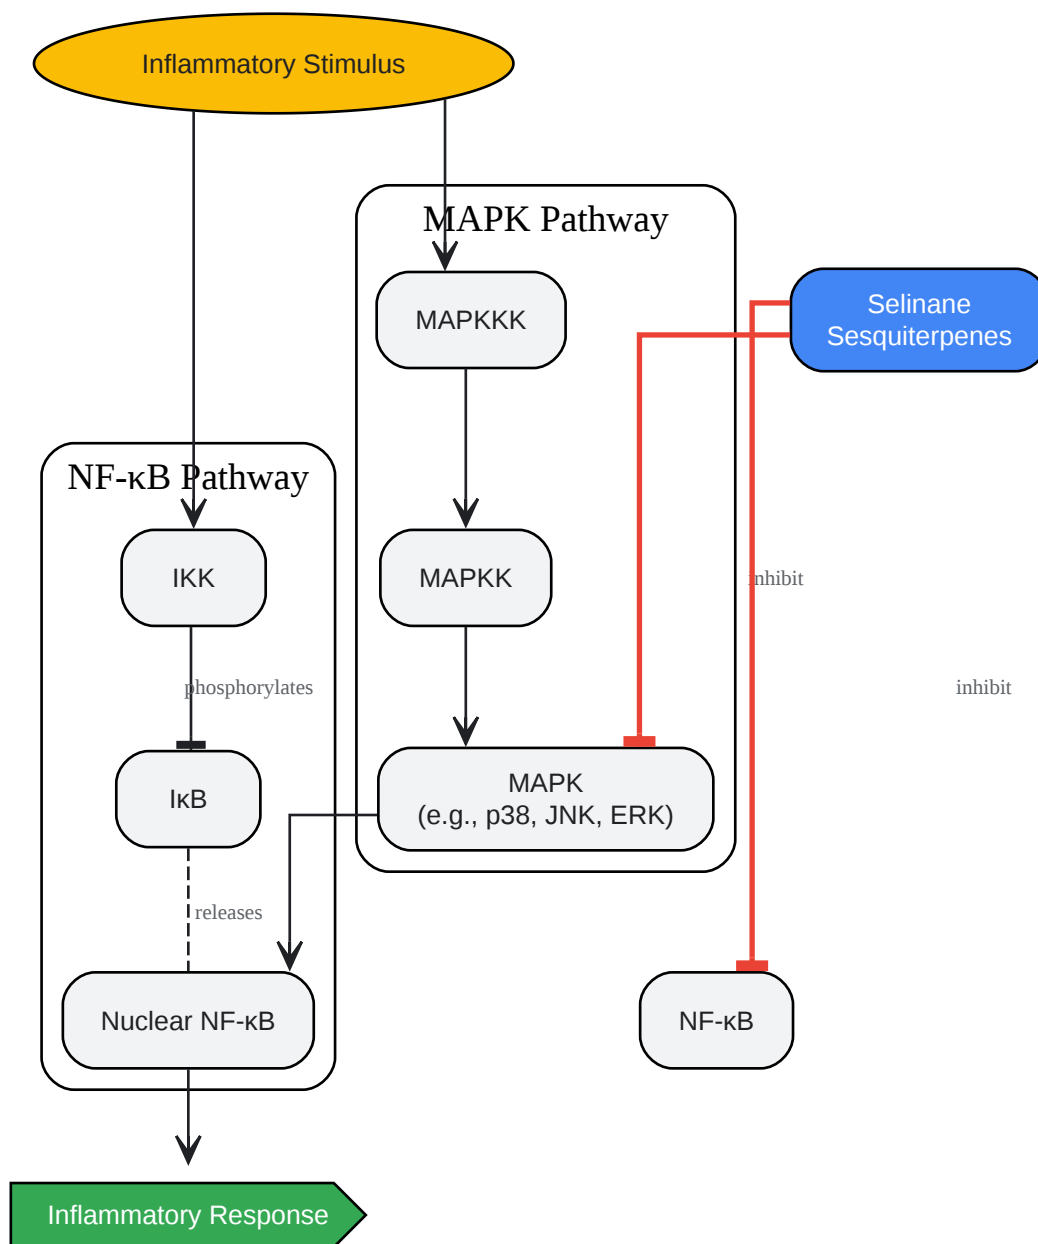 Inflammatory Stimulus
MAPK Pathway
MAPKKK
Selinane
Sesquiterpenes
NF-κB Pathway
IKK
MAPKK
inhibit
phosphorylates
inhibit
IκB
MAPK
(e.g., p38, JNK, ERK)
releases
Nuclear NF-κB
NF-κB
Inflammatory Response